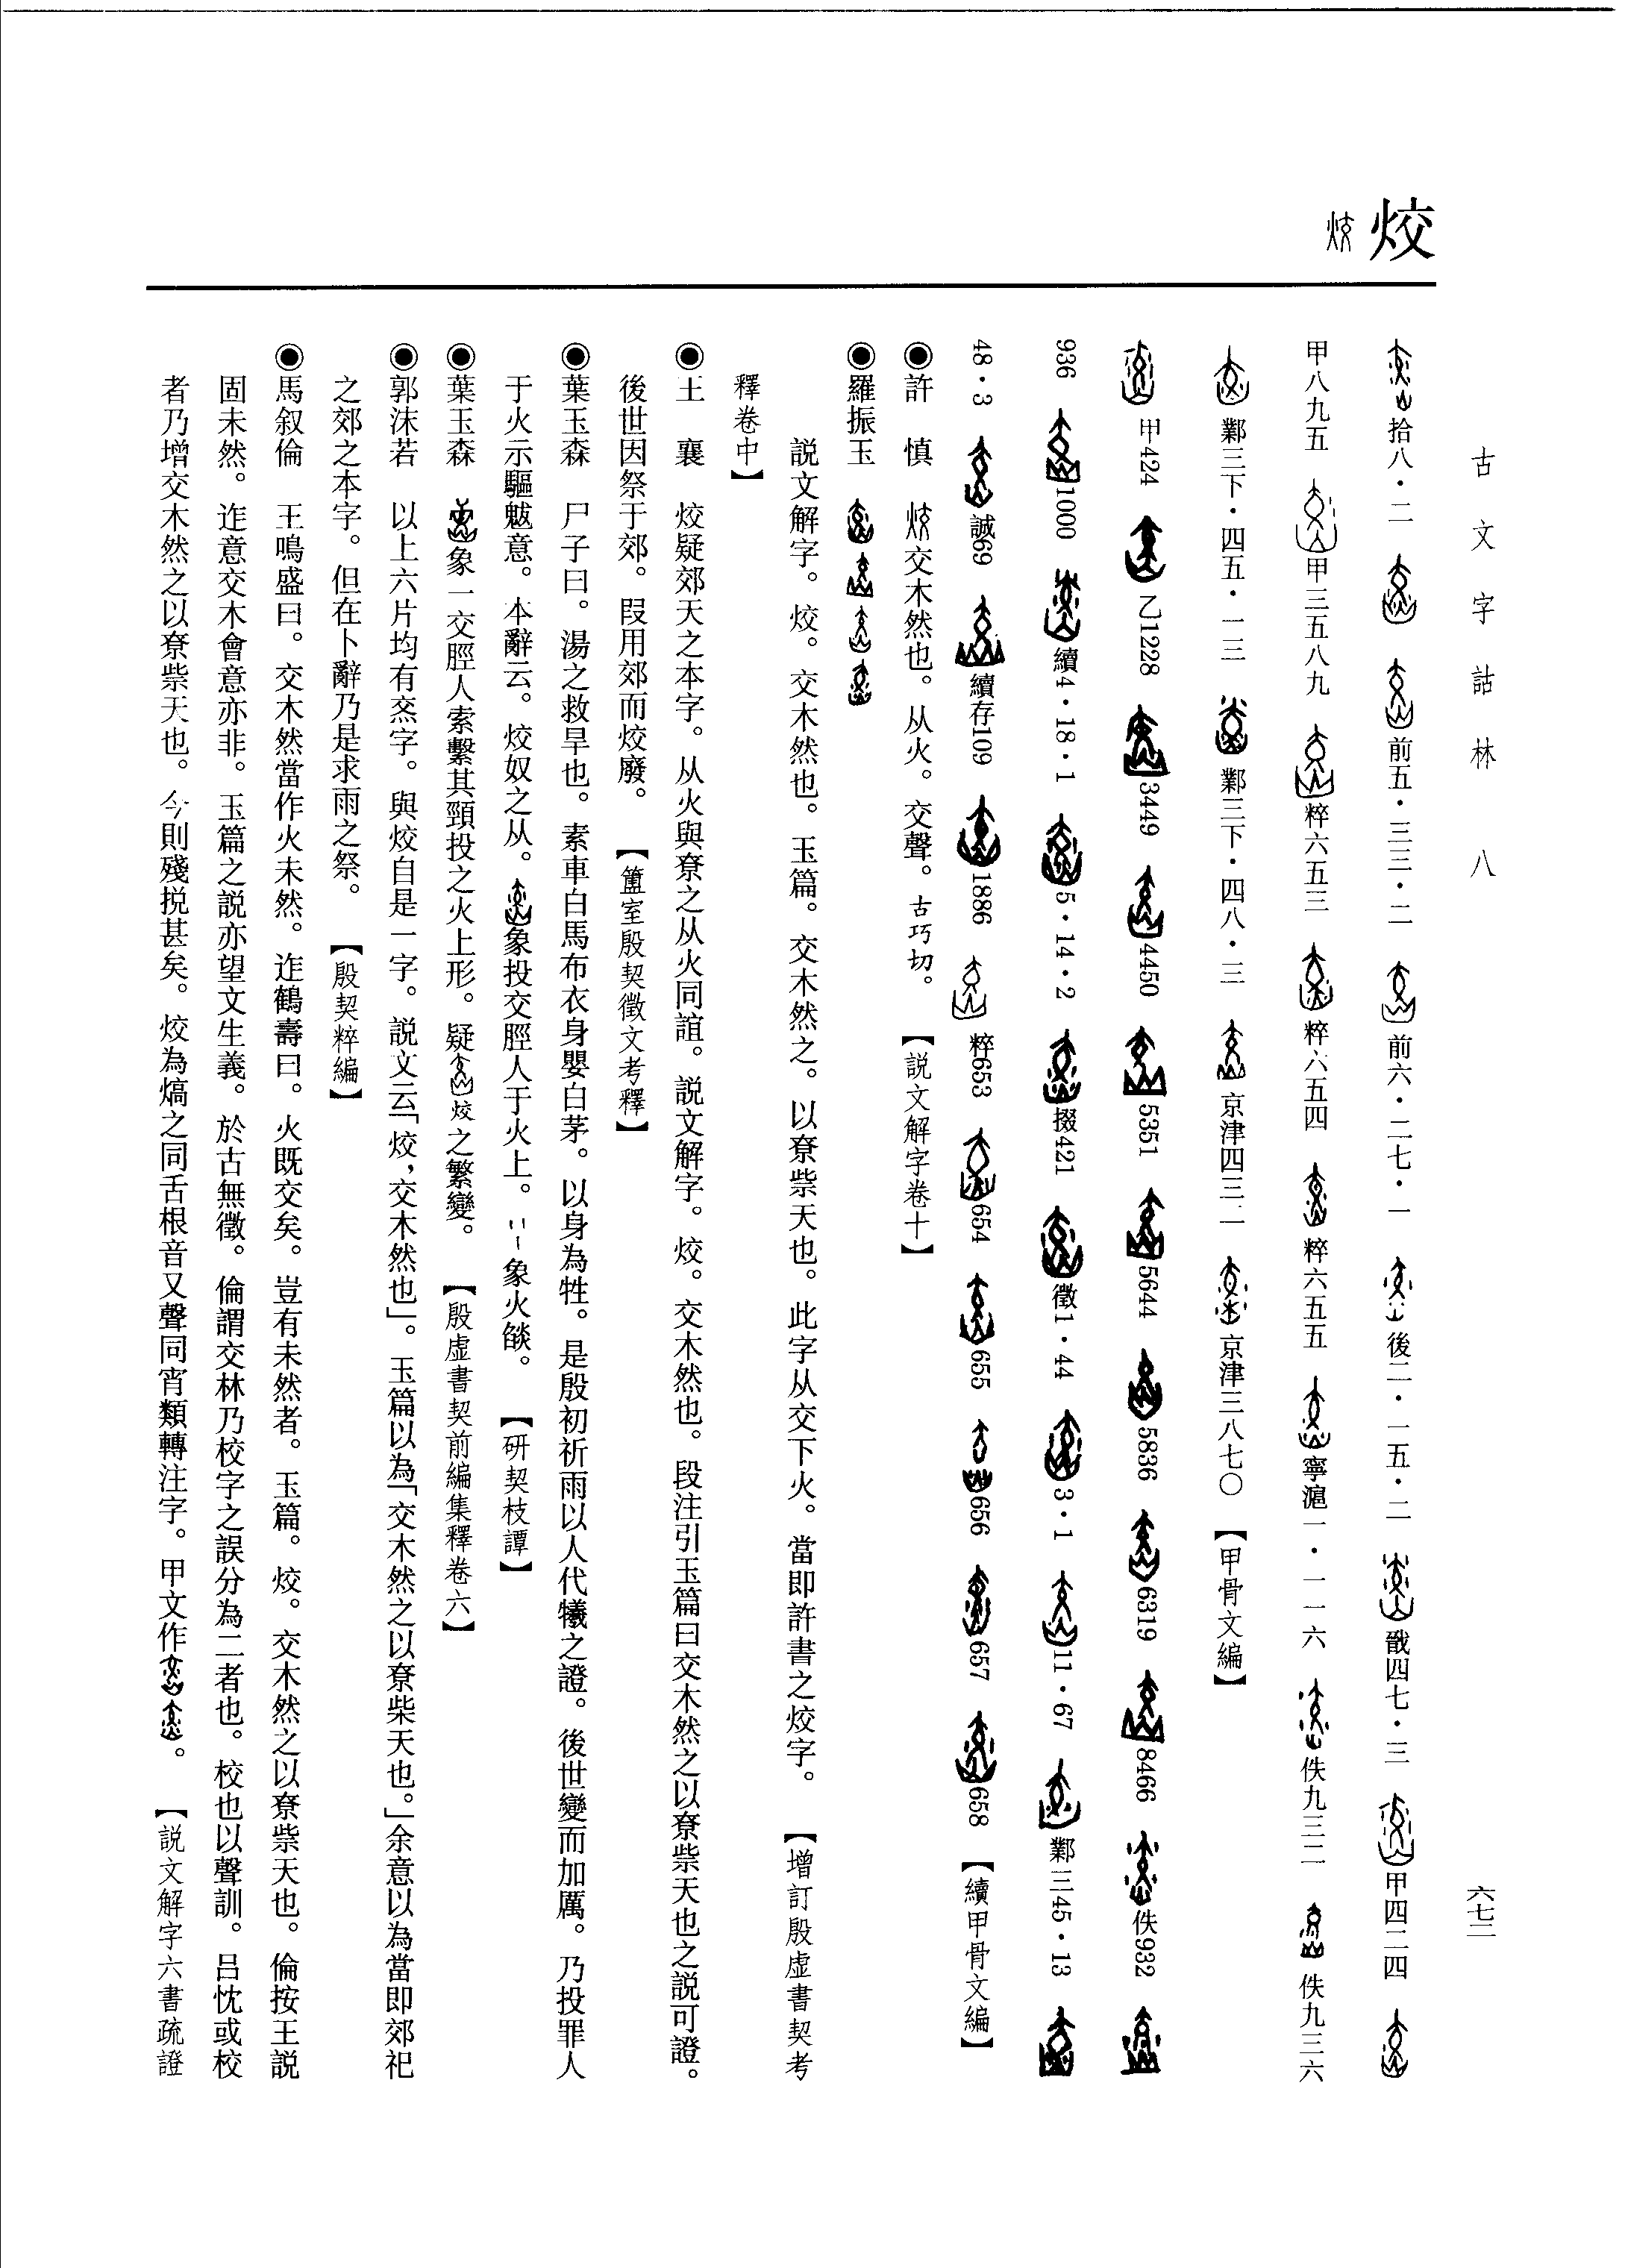 古文字詁林 八
六七二
烄
拾八・二 前五・三三・二 前六・二七・一 後二・一五・二 戩四七・三 甲四二四
甲八九五 甲三五八九 粹六五三 粹六五四 粹六五五 寧滬一・一一六 佚九三二 佚九三六
鄴三下・四五・一三 鄴三下・四八・三 京津四三一 京津三八七〇 【甲骨文編】
甲424 乙1228 3449 4450 5351 5644 5836 6319 8466 佚932
936 1000 續4・18・1 5・14・2 掇421 徵1・44 3・1 11・67 鄴三45・13
48・3 誠69 續存109 1886 粹653 654 655 656 657 658 【續甲骨文編】
◉許 慎 交木然也。从火。交聲。古巧切。 【説文解字卷十】
◉羅振玉
説文解字。烄。交木然也。玉篇。交木然之。以尞祡天也。此字从交下火。當即許書之烄字。 【增訂殷虛書契考
釋卷中】
◉王 襄 烄疑郊天之本字。从火與尞之从火同誼。説文解字。烄。交木然也。段注引玉篇曰交木然之以尞祡天也之説可證。
後世因祭于郊。叚用郊而烄廢。 【簠室殷契徵文考釋】
◉葉玉森 尸子曰。湯之救旱也。素車白馬布衣身嬰白茅。以身為牲。是殷初祈雨以人代犧之證。後世變而加厲。乃投罪人
于火示驅魃意。本辭云。烄奴之从。象投交脛人于火上。象火燄。 【研契枝譚】
◉葉玉森 象一交脛人索繫其頸投之火上形。疑烄之繁變。 【殷虛書契前編集釋卷六】
◉郭沫若 以上六片均有烾字。與烄自是一字。説文云「烄，交木然也」。玉篇以為「交木然之以尞柴天也。」余意以為當即郊祀
之郊之本字。但在卜辭乃是求雨之祭。 【殷契粹編】
◉馬叙倫 王鳴盛曰。交木然當作火未然。迮鶴壽曰。火既交矣。豈有未然者。玉篇。烄。交木然之以尞祡天也。倫按王説
固未然。迮意交木會意亦非。玉篇之説亦望文生義。於古無徵。倫謂交林乃校字之誤分為二者也。校也以聲訓。吕忱或校
者乃增交木然之以尞祡天也。今則殘挩甚矣。烄為熇之同舌根音又聲同宵類轉注字。甲文作。 【説文解字六書疏證